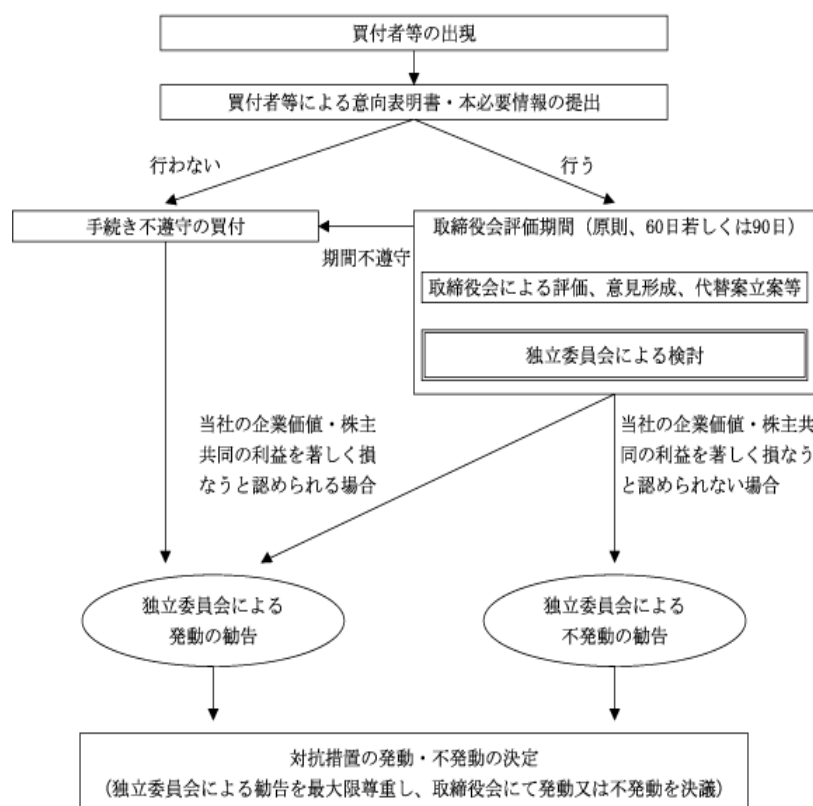 買付者等の出現
買付者等による意向表明書・本必要情報の提出
行わない
行う
手続き不遵守の買付
取締役会評価期間（原則、60日若しくは90日）
期間不遵守
取締役会による評価、意見形成、代替案立案等
独立委員会による検討
当社の企業価値・株主
共同の利益を著しく損
なうと認められる場合
当社の企業価値・株主共
同の利益を著しく損なう
と認められない場合
独立委員会による
発動の勧告
独立委員会による
不発動の勧告
対抗措置の発動・不発動の決定
（独立委員会による勧告を最大限尊重し、取締役会にて発動又は不発動を決議）